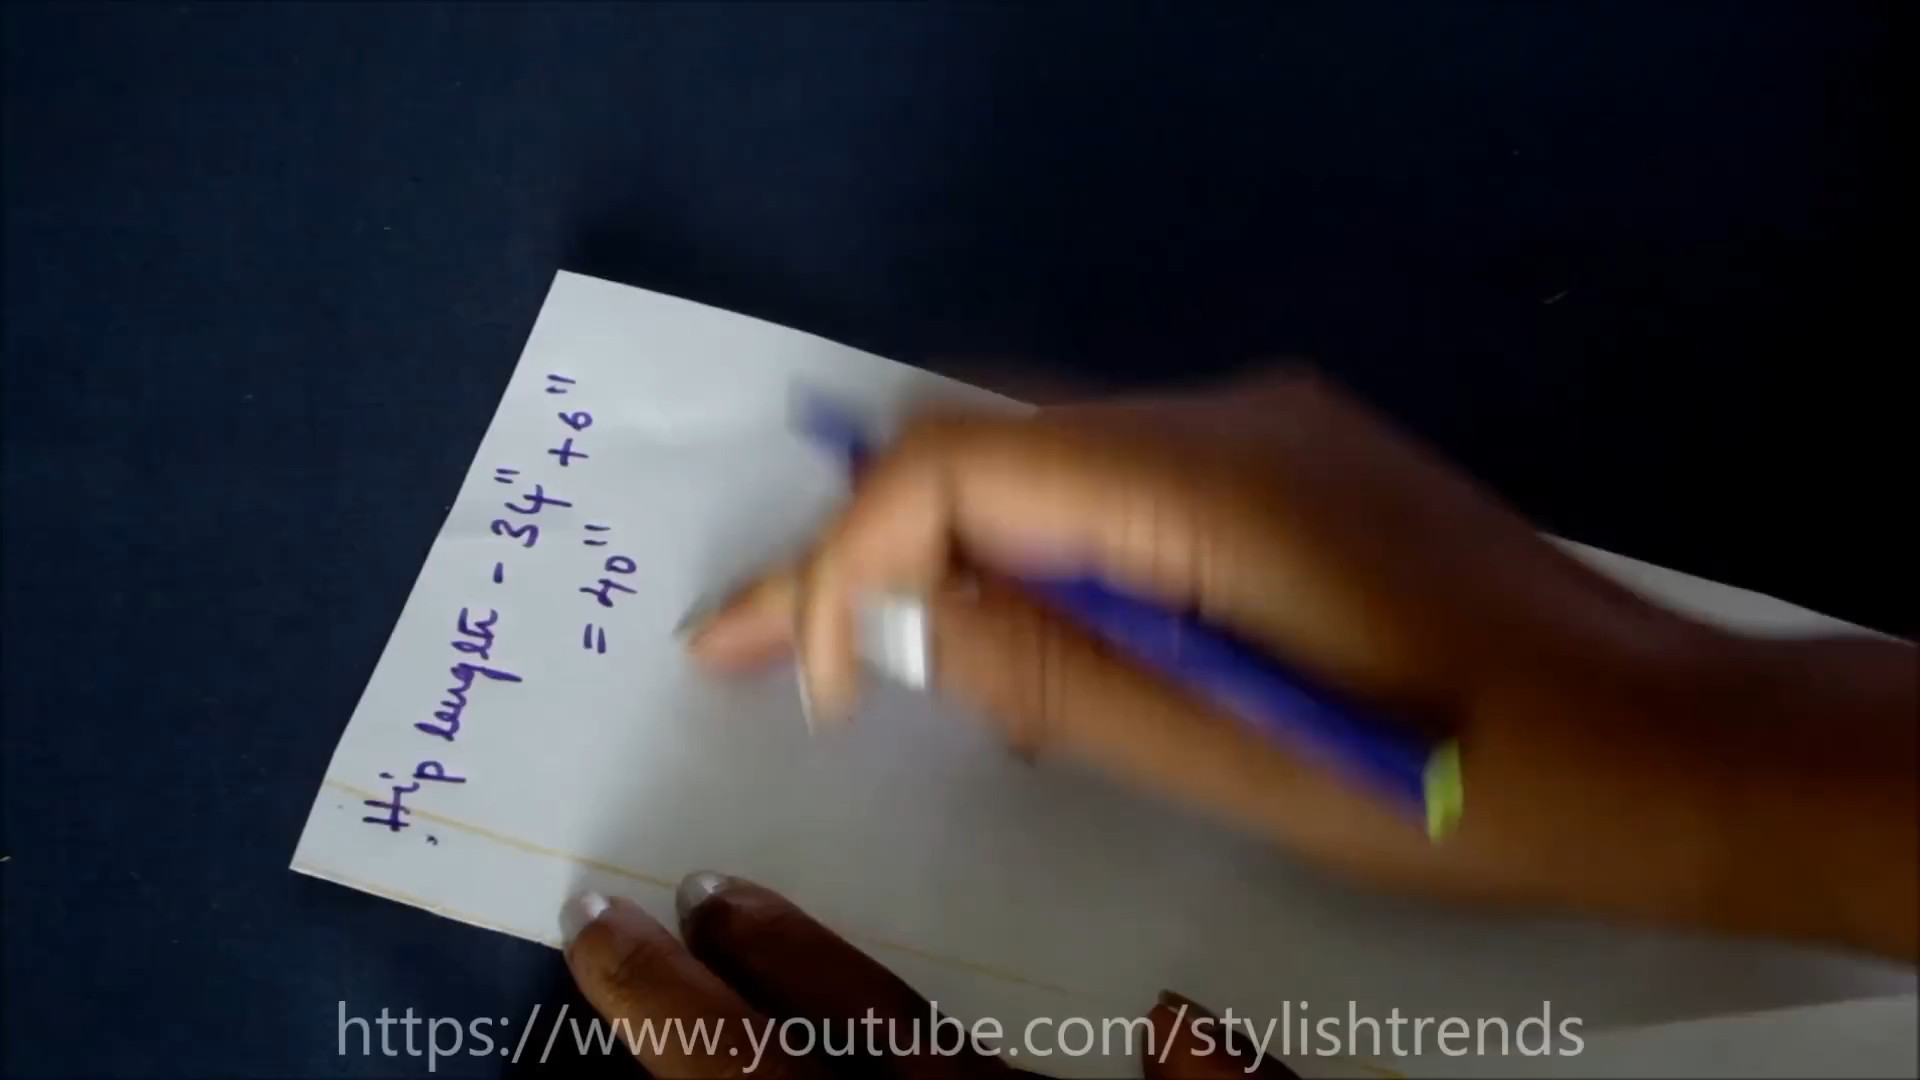 Hip length - 34" + 6"
= 40"
https://www.youtube.com/stylishtrends